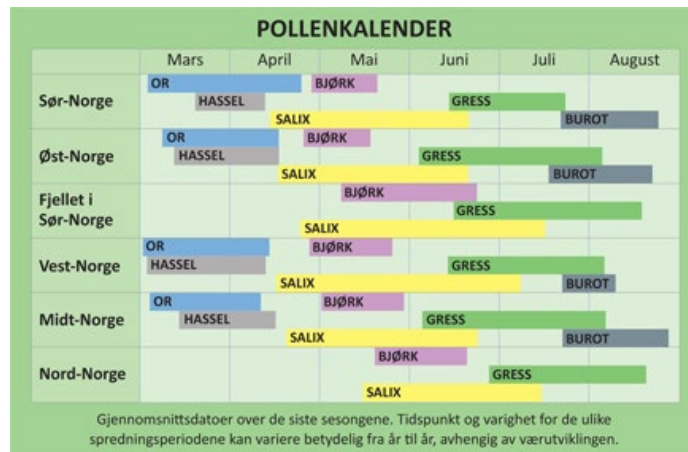 POLLENKALENDER
Mars April Mai Juni Juli August
OR BJØRK
Sør-Norge HASSEL GRESS
SALIX BUROT
OR BJØRK
Øst-Norge HASSEL GRESS
SALIX BUROT
BJØRK
Fjellet i
Sør-Norge GRESS
SALIX
OR BJØRK
Vest-Norge HASSEL GRESS
SALIX BUROT
OR BJØRK
Midt-Norge HASSEL GRESS
SALIX BUROT
BJØRK
Nord-Norge GRESS
SALIX
Gjennomsnittsdatoer over de siste sesongene. Tidspunkt og varighet for de ulike
spredningsperiodene kan variere betydelig fra år til år, avhengig av værutviklingen.